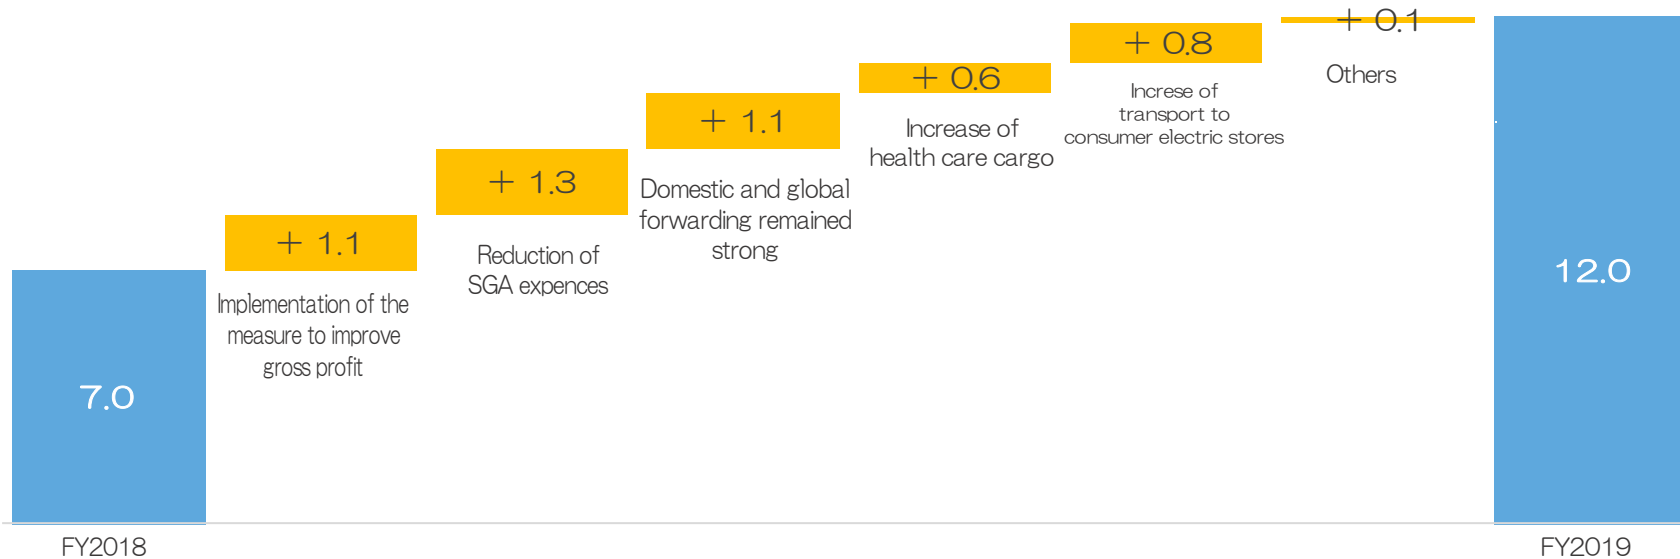 7.0
FY2018
+ 1.1
Implementation of the
measure to improve
gross profit
+ 1.3
Reduction of
SGA expences
+ 1.1
Domestic and global
forwarding remained
strong
+ 0.6
Increase of
health care cargo
+ 0.8
Increse of
transport to
consumer electric stores
+ 0.1
Others
12.0
FY2019